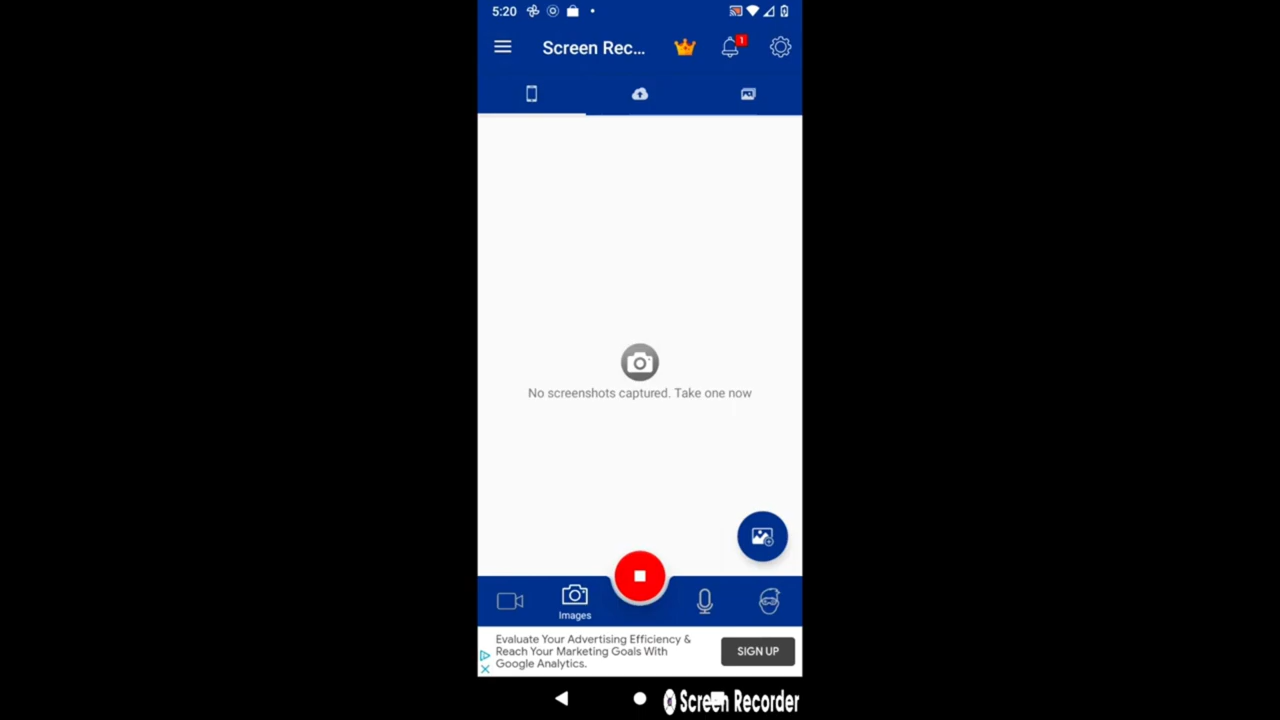 5:20
Screen Rec...
1
No screenshots captured. Take one now
Images
Evaluate Your Advertising Efficiency &
Reach Your Marketing Goals With
Google Analytics.
SIGN UP
Screen Recorder